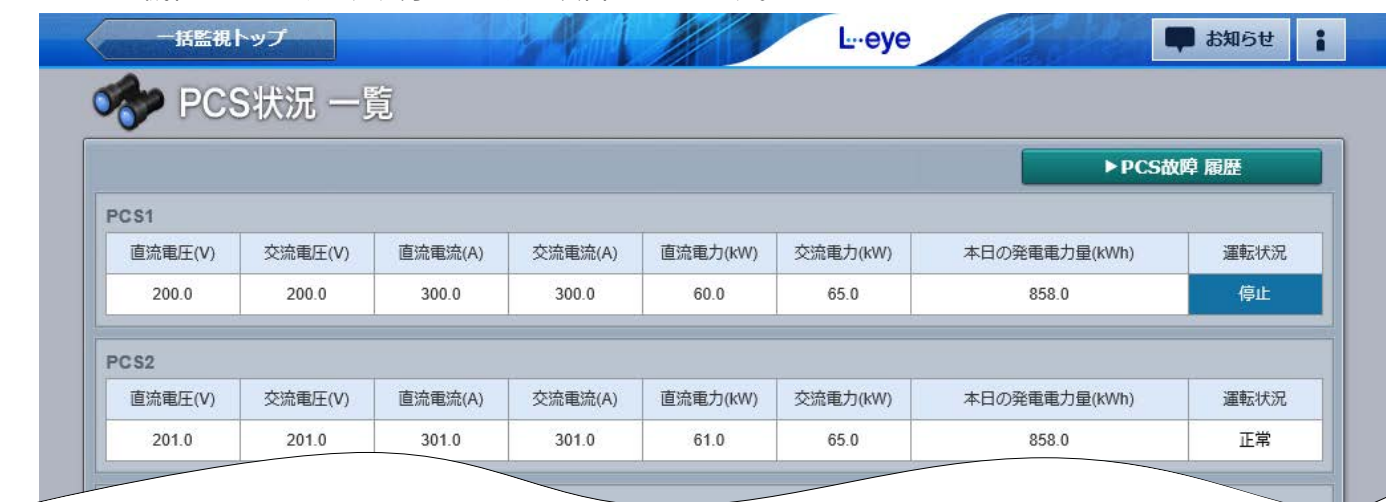 一括監視トップ
L・・eye
お知らせ
PCS状況 一覧
▶PCS故障 履歴
PCS1
直流電圧(V) 交流電圧(V) 直流電流(A) 交流電流(A) 直流電力(kW) 交流電力(kW) 本日の発電電力量(kWh) 運転状況
200.0 200.0 300.0 300.0 60.0 65.0 858.0 停止
PCS2
直流電圧(V) 交流電圧(V) 直流電流(A) 交流電流(A) 直流電力(kW) 交流電力(kW) 本日の発電電力量(kWh) 運転状況
201.0 201.0 301.0 301.0 61.0 65.0 858.0 正常